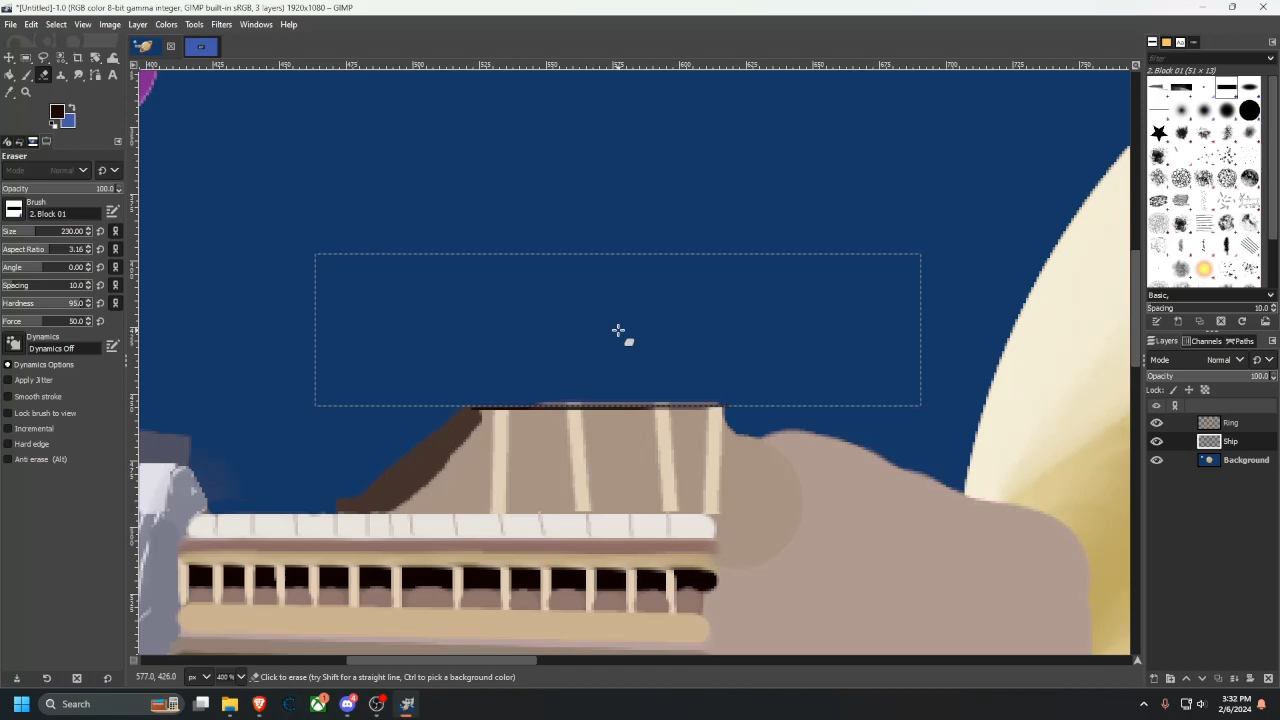 *[Untitled]-1.0 (RGB color 8-bit gamma integer, GIMP built-in sRGB, 3 layers) 1920x1080 – GIMP
File Edit Select View Image Layer Colors Tools Filters Windows Help
Eraser
Mode Normal
Opacity 100.0
Brush
2. Block 01
Size 230.00
Aspect Ratio 3.16
Angle 0.00
Spacing 10.0
Hardness 95.0
Force 50.0
Dynamics
Dynamics Off
Dynamics Options
Apply Jitter
Smooth stroke
Lock brush to view
Incremental
Hard edge
Anti erase (Alt)
filter
2. Block 01 (51 × 13)
Basic,
Spacing 10.0
Layers Channels Paths
Mode Normal
Opacity 100.0
Lock:
Ring
Ship
Background
577.0, 426.0 px 400 % Click to erase (try Shift for a straight line, Ctrl to pick a background color)
Search
3:32 PM
2/6/2024